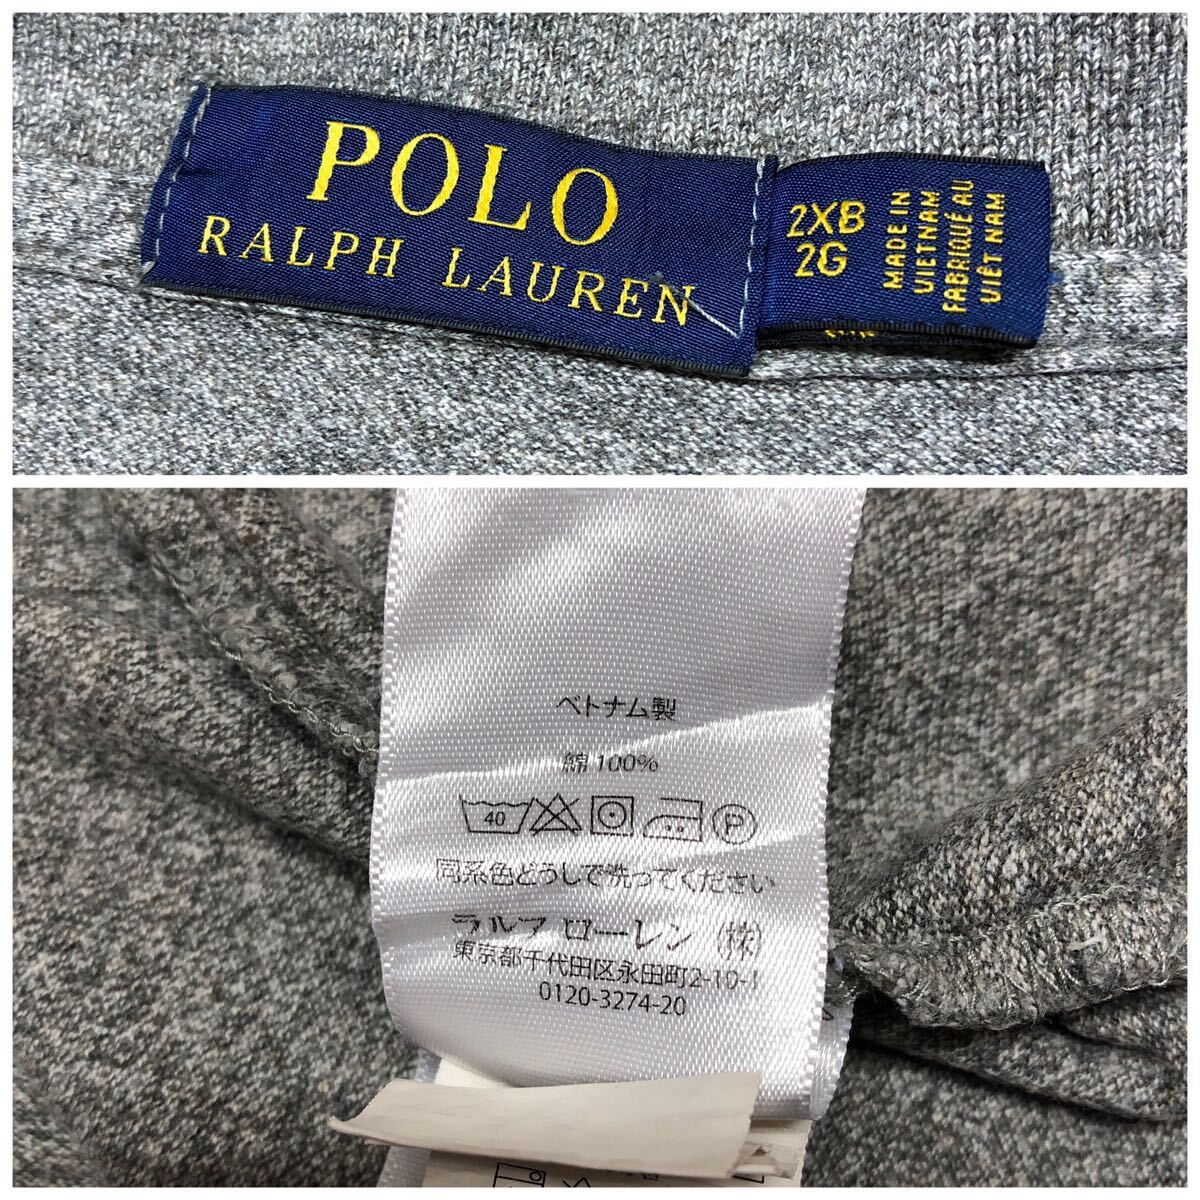 POLO
RALPH LAUREN
2XB
2G
MADE IN
VIETNAM
FABRIQUÉ AU
VIÊT NAM
ベトナム製
綿 100%
40 P
同系色どうしで洗ってください
ラルフ ローレン (株)
東京都千代田区永田町2-10-1
0120-3274-20